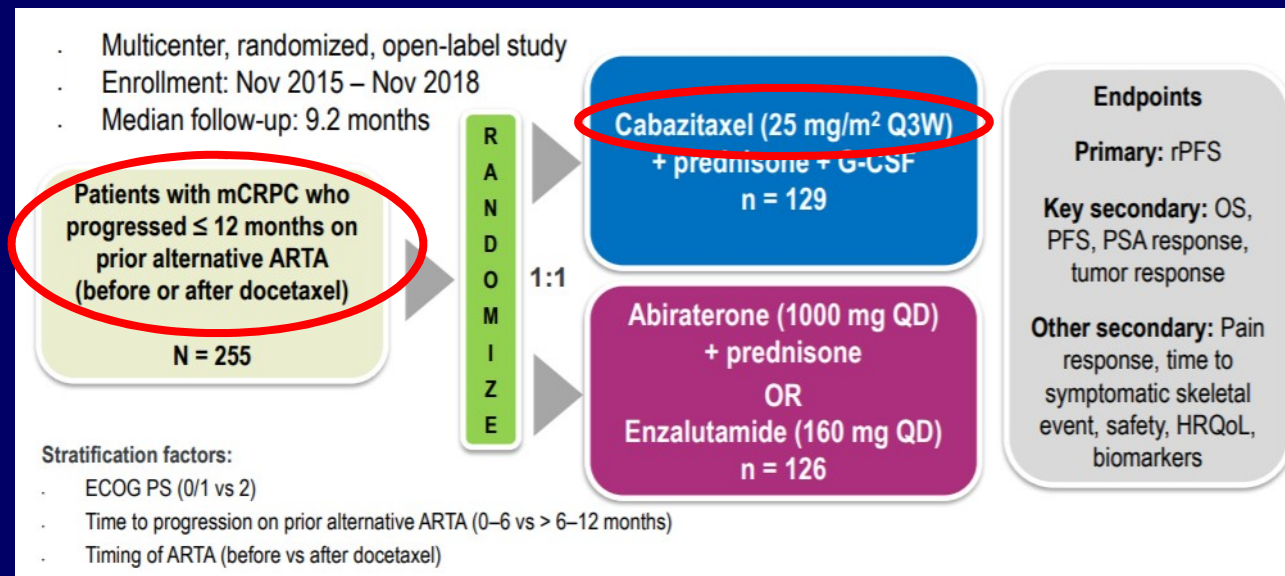 · Multicenter, randomized, open-label study
· Enrollment: Nov 2015 – Nov 2018
· Median follow-up: 9.2 months
Patients with mCRPC who
progressed ≤ 12 months on
prior alternative ARTA
(before or after docetaxel)
N = 255
R
A
N
D
O
M
I
Z
E
1:1
Cabazitaxel (25 mg/m² Q3W)
+ prednisone + G-CSF
n = 129
Abiraterone (1000 mg QD)
+ prednisone
OR
Enzalutamide (160 mg QD)
n = 126
Endpoints
Primary: rPFS
Key secondary: OS,
PFS, PSA response,
tumor response
Other secondary: Pain
response, time to
symptomatic skeletal
event, safety, HRQoL,
biomarkers
Stratification factors:
· ECOG PS (0/1 vs 2)
· Time to progression on prior alternative ARTA (0–6 vs > 6–12 months)
· Timing of ARTA (before vs after docetaxel)